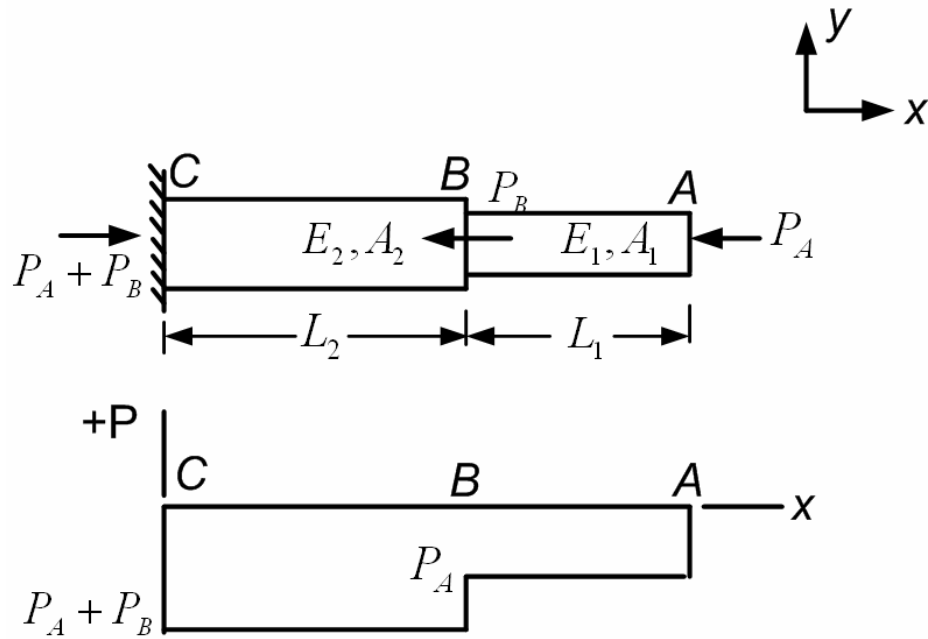 y
x
C
B
P_B
A
E_2, A_2
E_1, A_1
P_A
P_A + P_B
L_2
L_1
+P
C
B
A
x
P_A
P_A + P_B